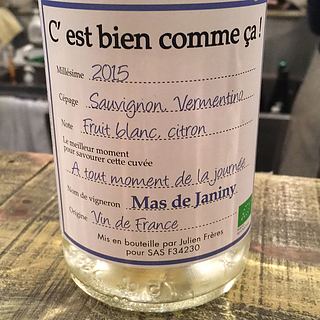 C' est bien comme ça !
Millésime 2015
Cépage Sauvignon. Vermentino
Note Fruit blanc, citron
Le meilleur moment
pour savourer cette cuvée
A tout moment de la journée
Nom de vigneron Mas de Janiny
Origine Vin de France
Mis en bouteille par Julien Frères
pour SAS F34230